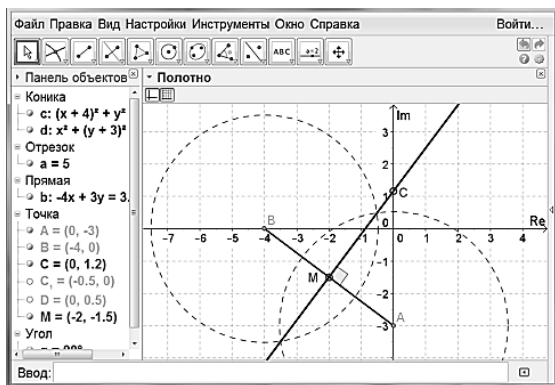 Файл Правка Вид Настройки Инструменты Окно Справка Войти...
ABC a=2
Панель объектов
Полотно
Коника
c: (x + 4)² + y²
d: x² + (y + 3)²
Отрезок
a = 5
Прямая
b: -4x + 3y = 3.
Точка
A = (0, -3)
B = (-4, 0)
C = (0, 1.2)
C₁ = (-0.5, 0)
D = (0, 0.5)
M = (-2, -1.5)
Угол
Im
3
2
1
C
B
Re
-7 -6 -5 -4 -3 -2 -1 0 1 2 3 4
-1
M
-2
A
-3
Ввод: